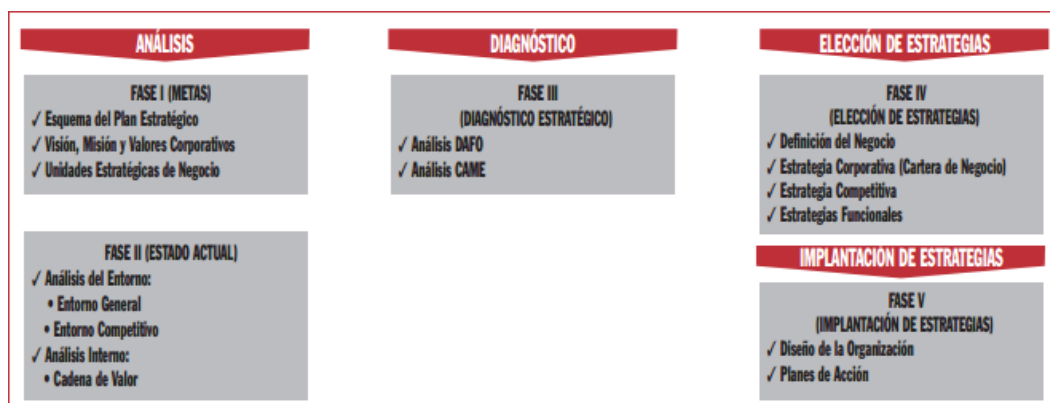 ANÁLISIS
FASE I (METAS)
✓ Esquema del Plan Estratégico
✓ Visión, Misión y Valores Corporativos
✓ Unidades Estratégicas de Negocio
FASE II (ESTADO ACTUAL)
✓ Análisis del Entorno:
• Entorno General
• Entorno Competitivo
✓ Análisis Interno:
• Cadena de Valor
DIAGNÓSTICO
FASE III
(DIAGNÓSTICO ESTRATÉGICO)
✓ Análisis DAFO
✓ Análisis CAME
ELECCIÓN DE ESTRATEGIAS
FASE IV
(ELECCIÓN DE ESTRATEGIAS)
✓ Definición del Negocio
✓ Estrategia Corporativa (Cartera de Negocio)
✓ Estrategia Competitiva
✓ Estrategias Funcionales
IMPLANTACIÓN DE ESTRATEGIAS
FASE V
(IMPLANTACIÓN DE ESTRATEGIAS)
✓ Diseño de la Organización
✓ Planes de Acción